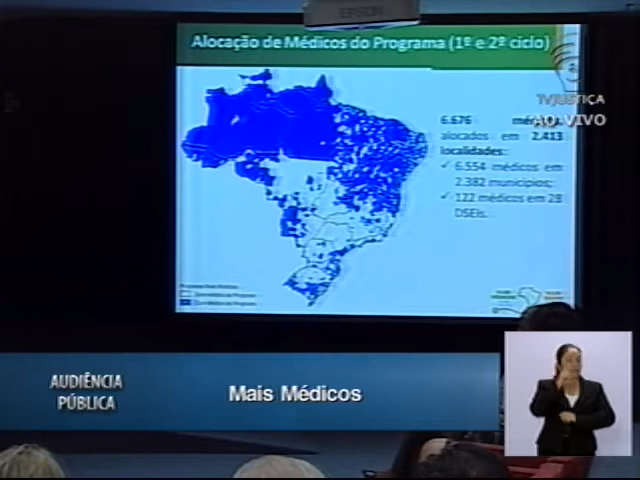 EPSON
Alocação de Médicos do Programa (1º e 2º ciclo)
TVJUSTIÇA
AO VIVO
6.676
alocados em 2.413
localidades:
✓ 6.554 médicos em
2.382 municípios;
✓ 122 médicos em 28
DSEIs.
AUDIÊNCIA
PÚBLICA
Mais Médicos